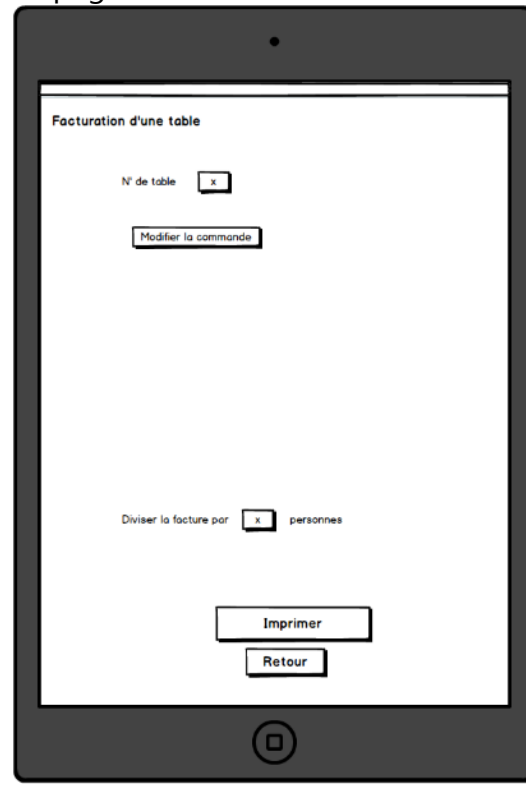 Facturation d'une table
N° de table x
Modifier la commande
Diviser la facture par x personnes
Imprimer
Retour